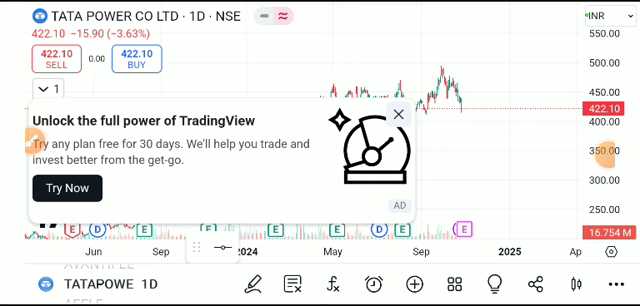 TATA POWER CO LTD · 1D · NSE
INR
422.10 −15.90 (−3.63%)
422.10
SELL
0.00
422.10
BUY
1
550.00
500.00
450.00
422.10
400.00
350.00
300.00
250.00
16.754 M
Unlock the full power of TradingView
Try any plan free for 30 days. We'll help you trade and
invest better from the get-go.
Try Now
AD
E D E E E E D E E
Jun Sep 2024 May Sep 2025 Ap
TATAPOWE 1D